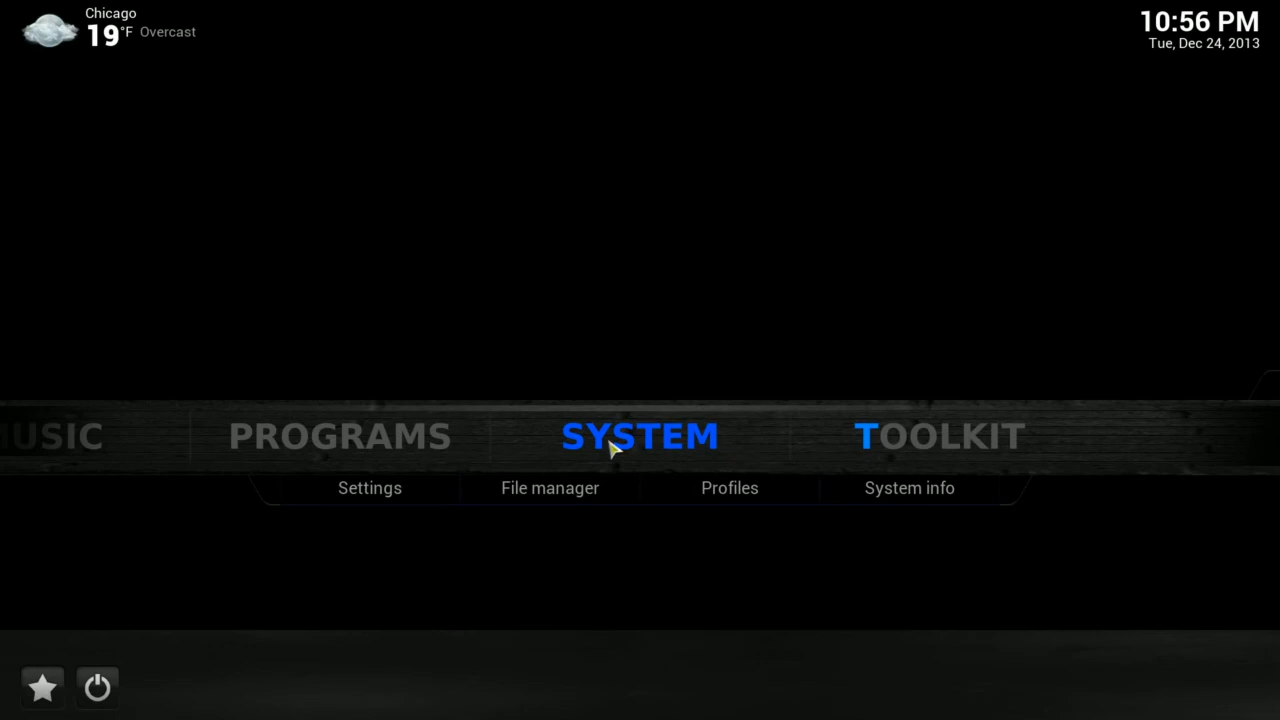 Chicago
19°F Overcast
10:56 PM
Tue, Dec 24, 2013
USIC PROGRAMS SYSTEM TOOLKIT
Settings File manager Profiles System info